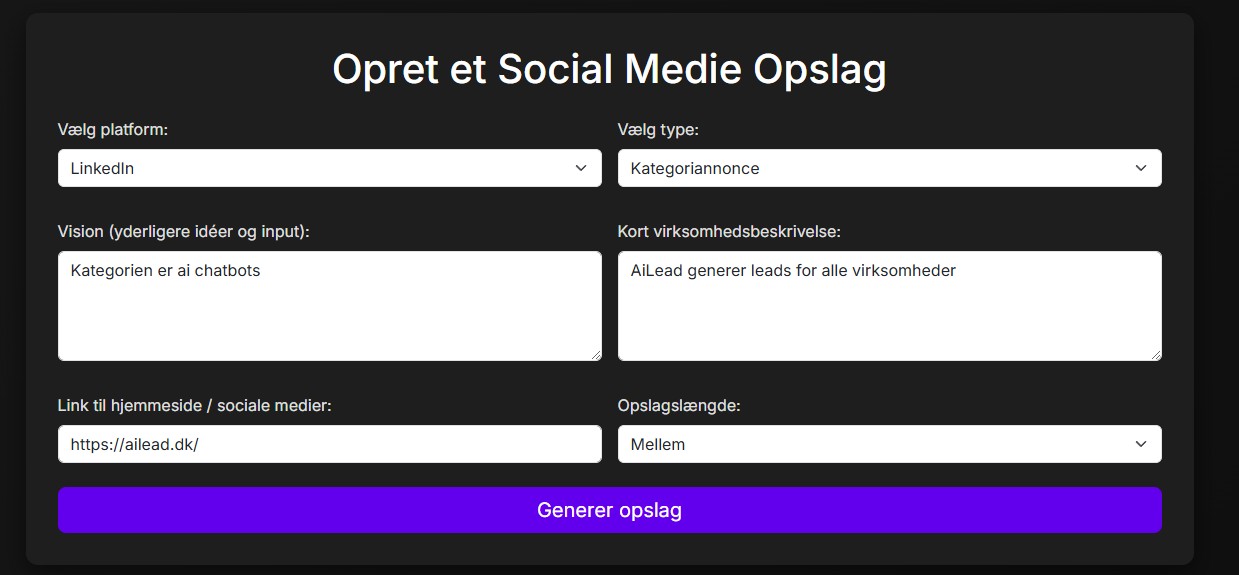 Opret et Social Medie Opslag
Vælg platform:
Vælg type:
LinkedIn
Kategoriannonce
Vision (yderligere idéer og input):
Kort virksomhedsbeskrivelse:
Kategorien er ai chatbots
AiLead generer leads for alle virksomheder
Link til hjemmeside / sociale medier:
Opslagslængde:
https://ailead.dk/
Mellem
Generer opslag